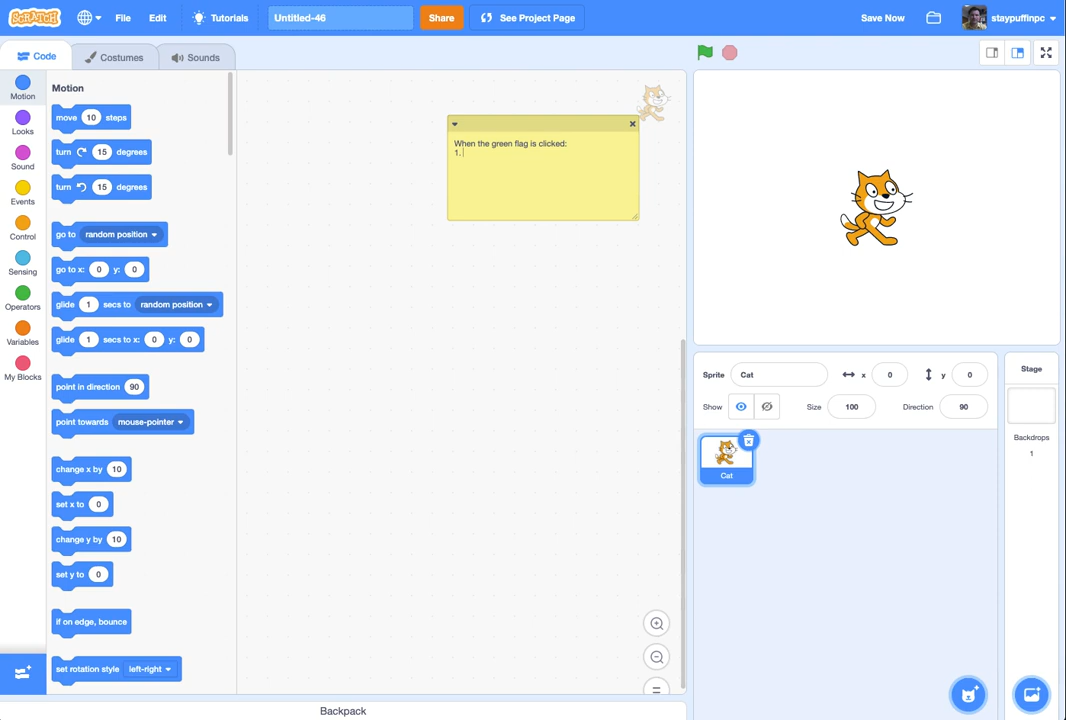 SCRATCH File Edit Tutorials Untitled-46 Share See Project Page Save Now staypuffinpc
Code Costumes Sounds
Motion
Looks
Sound
Events
Control
Sensing
Operators
Variables
My Blocks
Motion
move 10 steps
turn 15 degrees
turn 15 degrees
go to random position
go to x: 0 y: 0
glide 1 secs to random position
glide 1 secs to x: 0 y: 0
point in direction 90
point towards mouse-pointer
change x by 10
set x to 0
change y by 10
set y to 0
if on edge, bounce
set rotation style left-right
When the green flag is clicked:
1.
Sprite Cat x 0 y 0
Show Size 100 Direction 90
Cat
Stage
Backdrops
1
Backpack